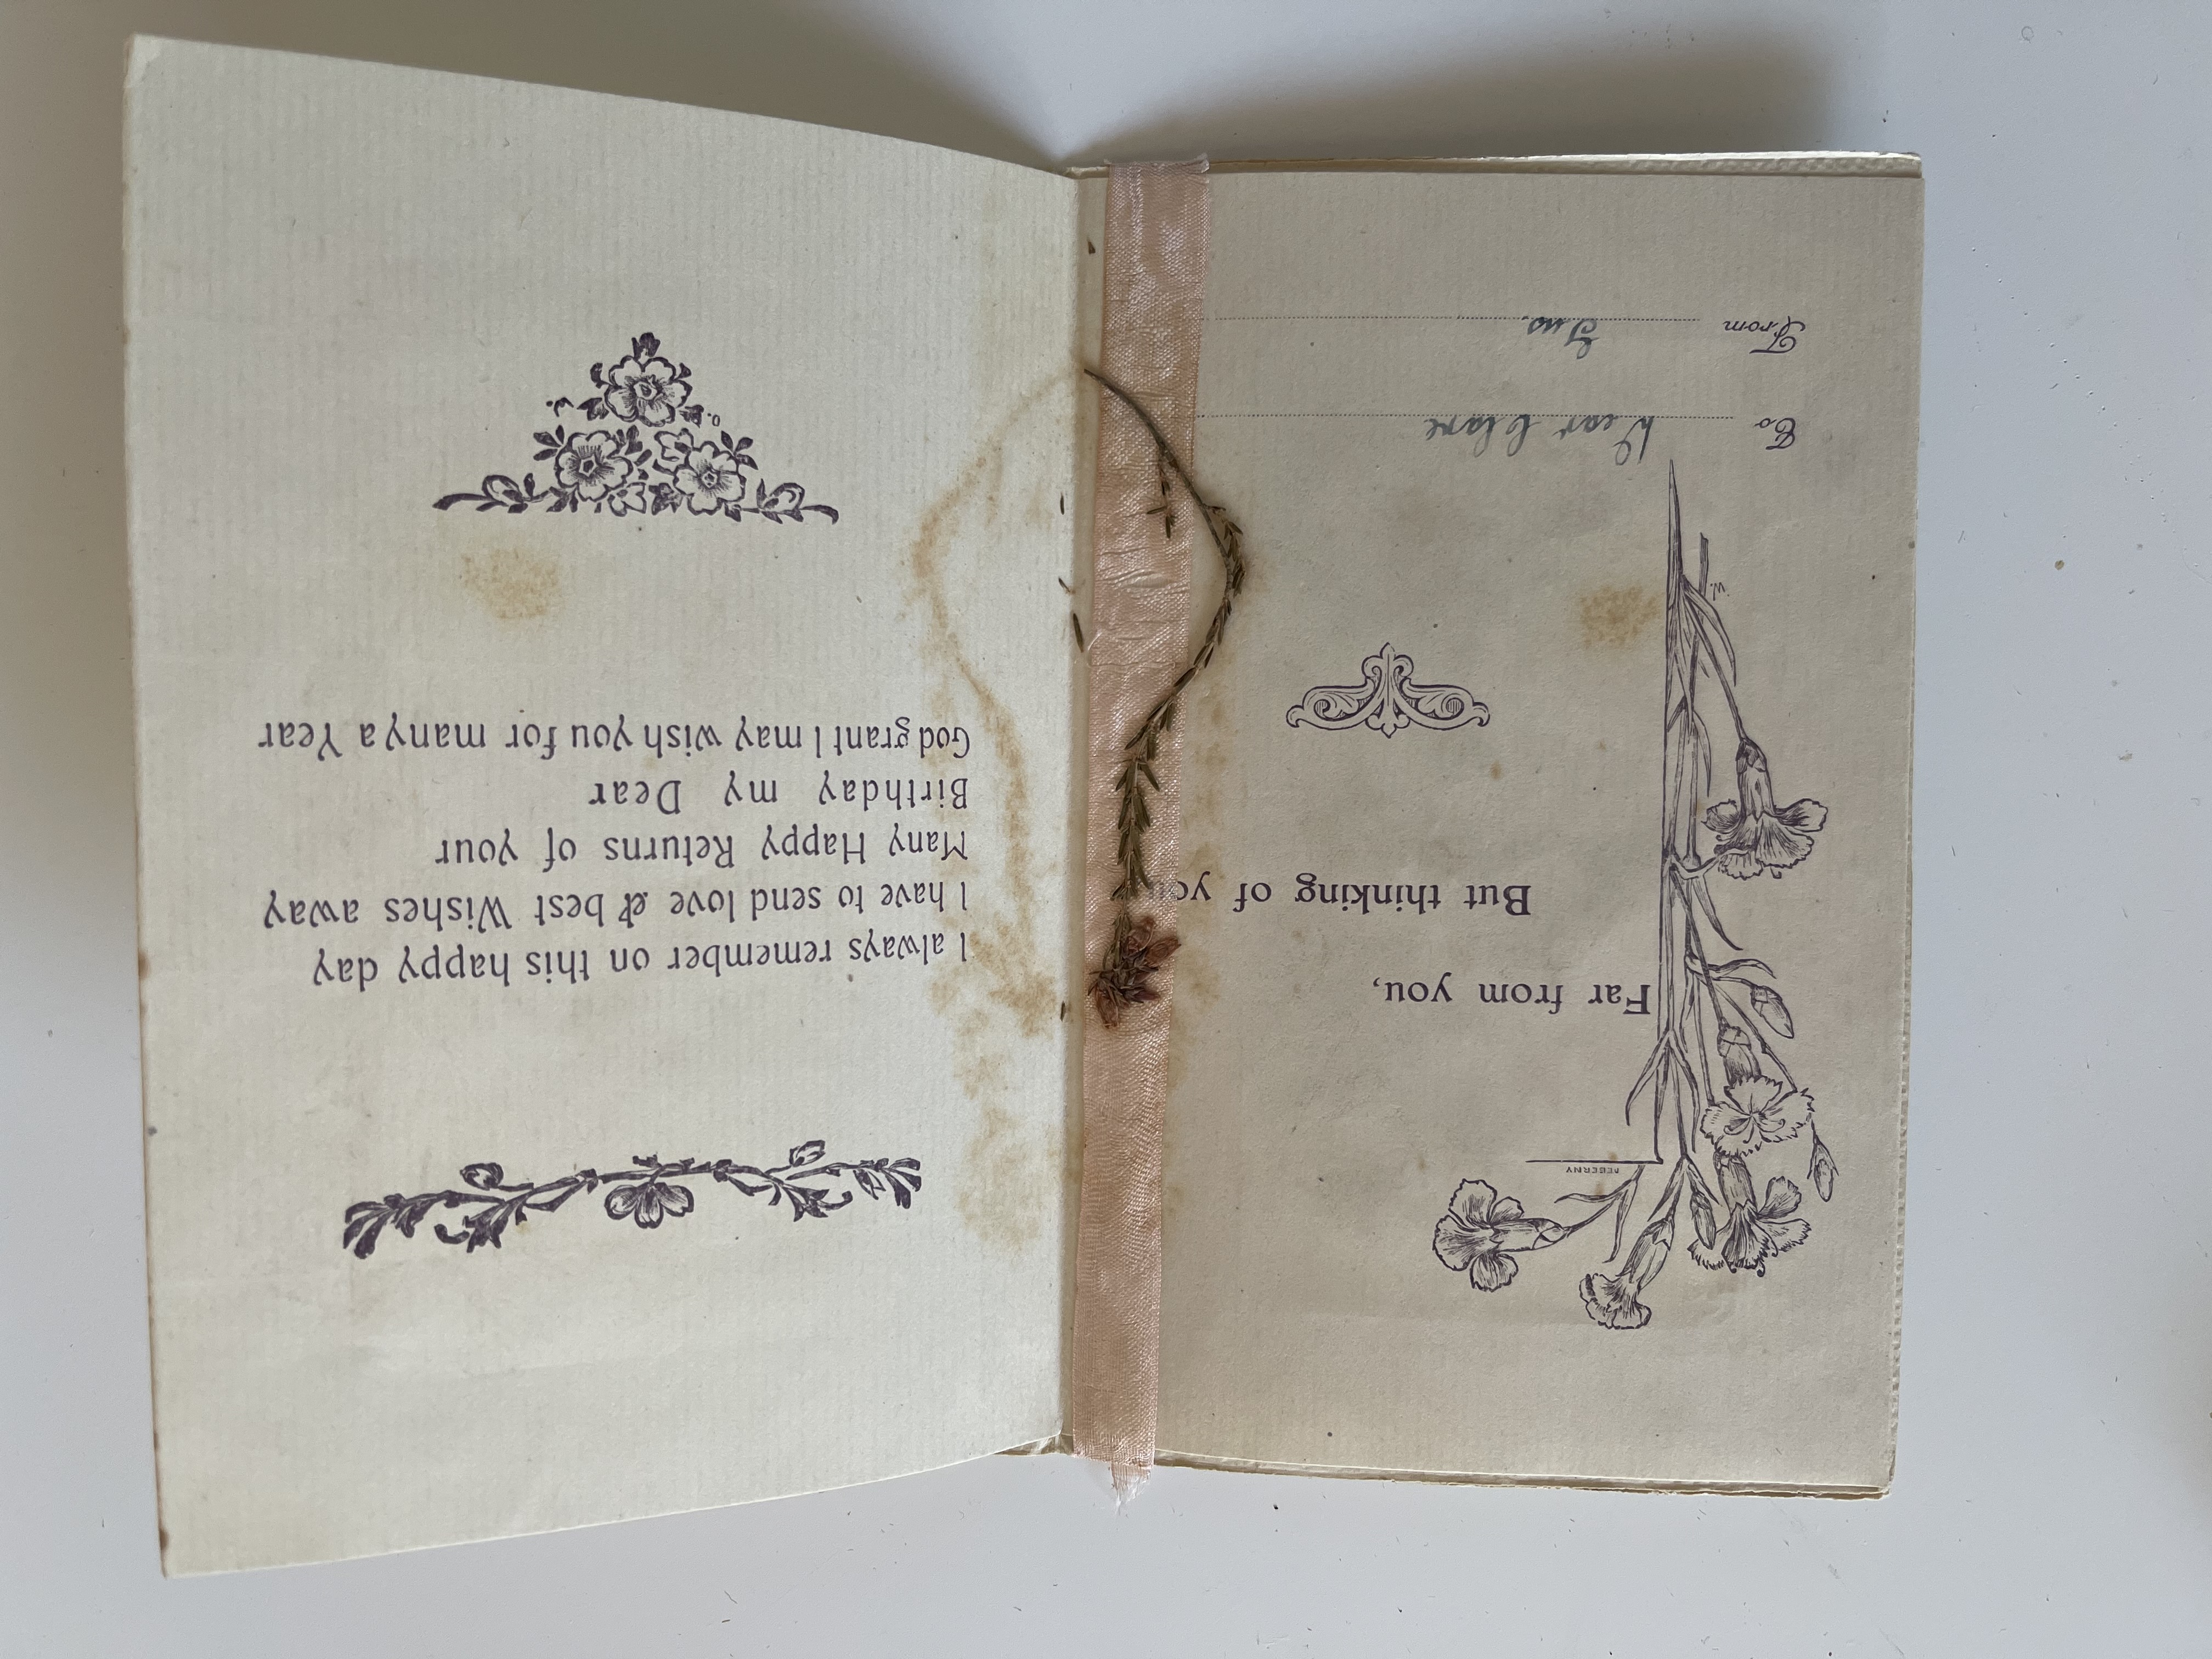 DEBERNY
Far from you,
But thinking of you
W.
To Dear Clare
From Gus.
I always remember on this happy day
I have to send love et best Wishes away
Many Happy Returns of your
Birthday my Dear
God grant I may wish you for many a Year
O. W.